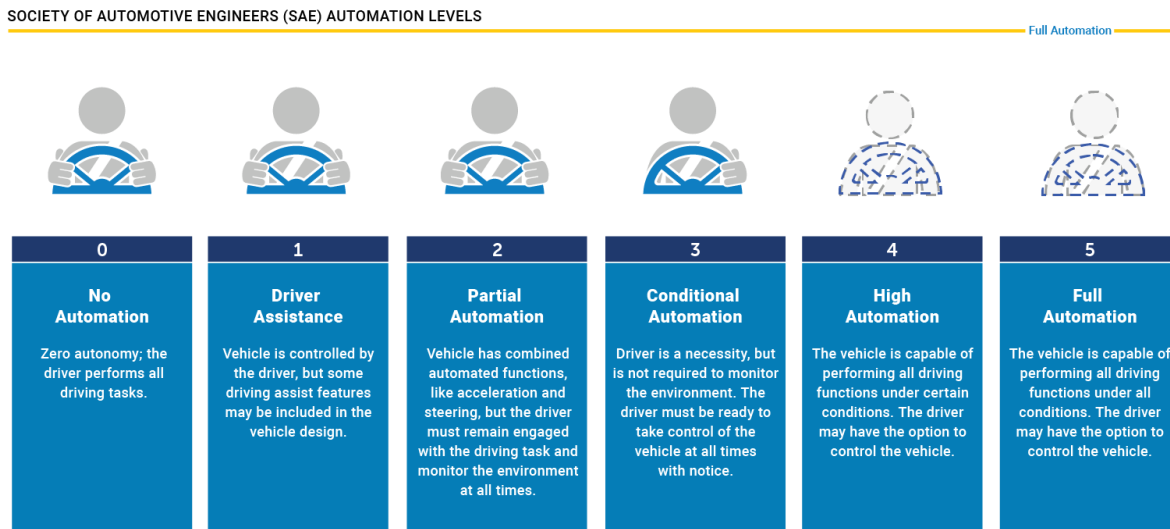 SOCIETY OF AUTOMOTIVE ENGINEERS (SAE) AUTOMATION LEVELS
Full Automation
0
No
Automation
Zero autonomy; the
driver performs all
driving tasks.
1
Driver
Assistance
Vehicle is controlled by
the driver, but some
driving assist features
may be included in the
vehicle design.
2
Partial
Automation
Vehicle has combined
automated functions,
like acceleration and
steering, but the driver
must remain engaged
with the driving task and
monitor the environment
at all times.
3
Conditional
Automation
Driver is a necessity, but
is not required to monitor
the environment. The
driver must be ready to
take control of the
vehicle at all times
with notice.
4
High
Automation
The vehicle is capable of
performing all driving
functions under certain
conditions. The driver
may have the option to
control the vehicle.
5
Full
Automation
The vehicle is capable of
performing all driving
functions under all
conditions. The driver
may have the option to
control the vehicle.